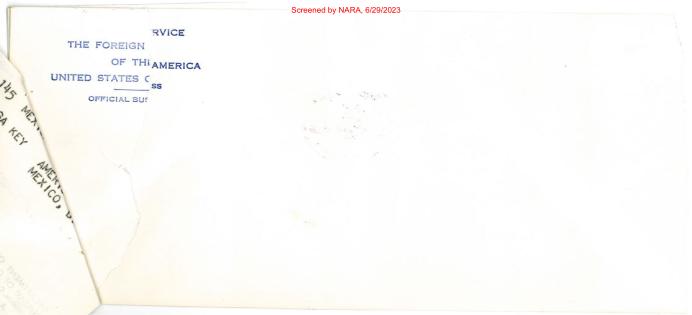 Screened by NARA, 6/29/2023
RVICE
THE FOREIGN
OF THE AMERICA
UNITED STATES
SS
OFFICIAL BUS
145 MEX
GA KEY
AMER
MEXICO, D.